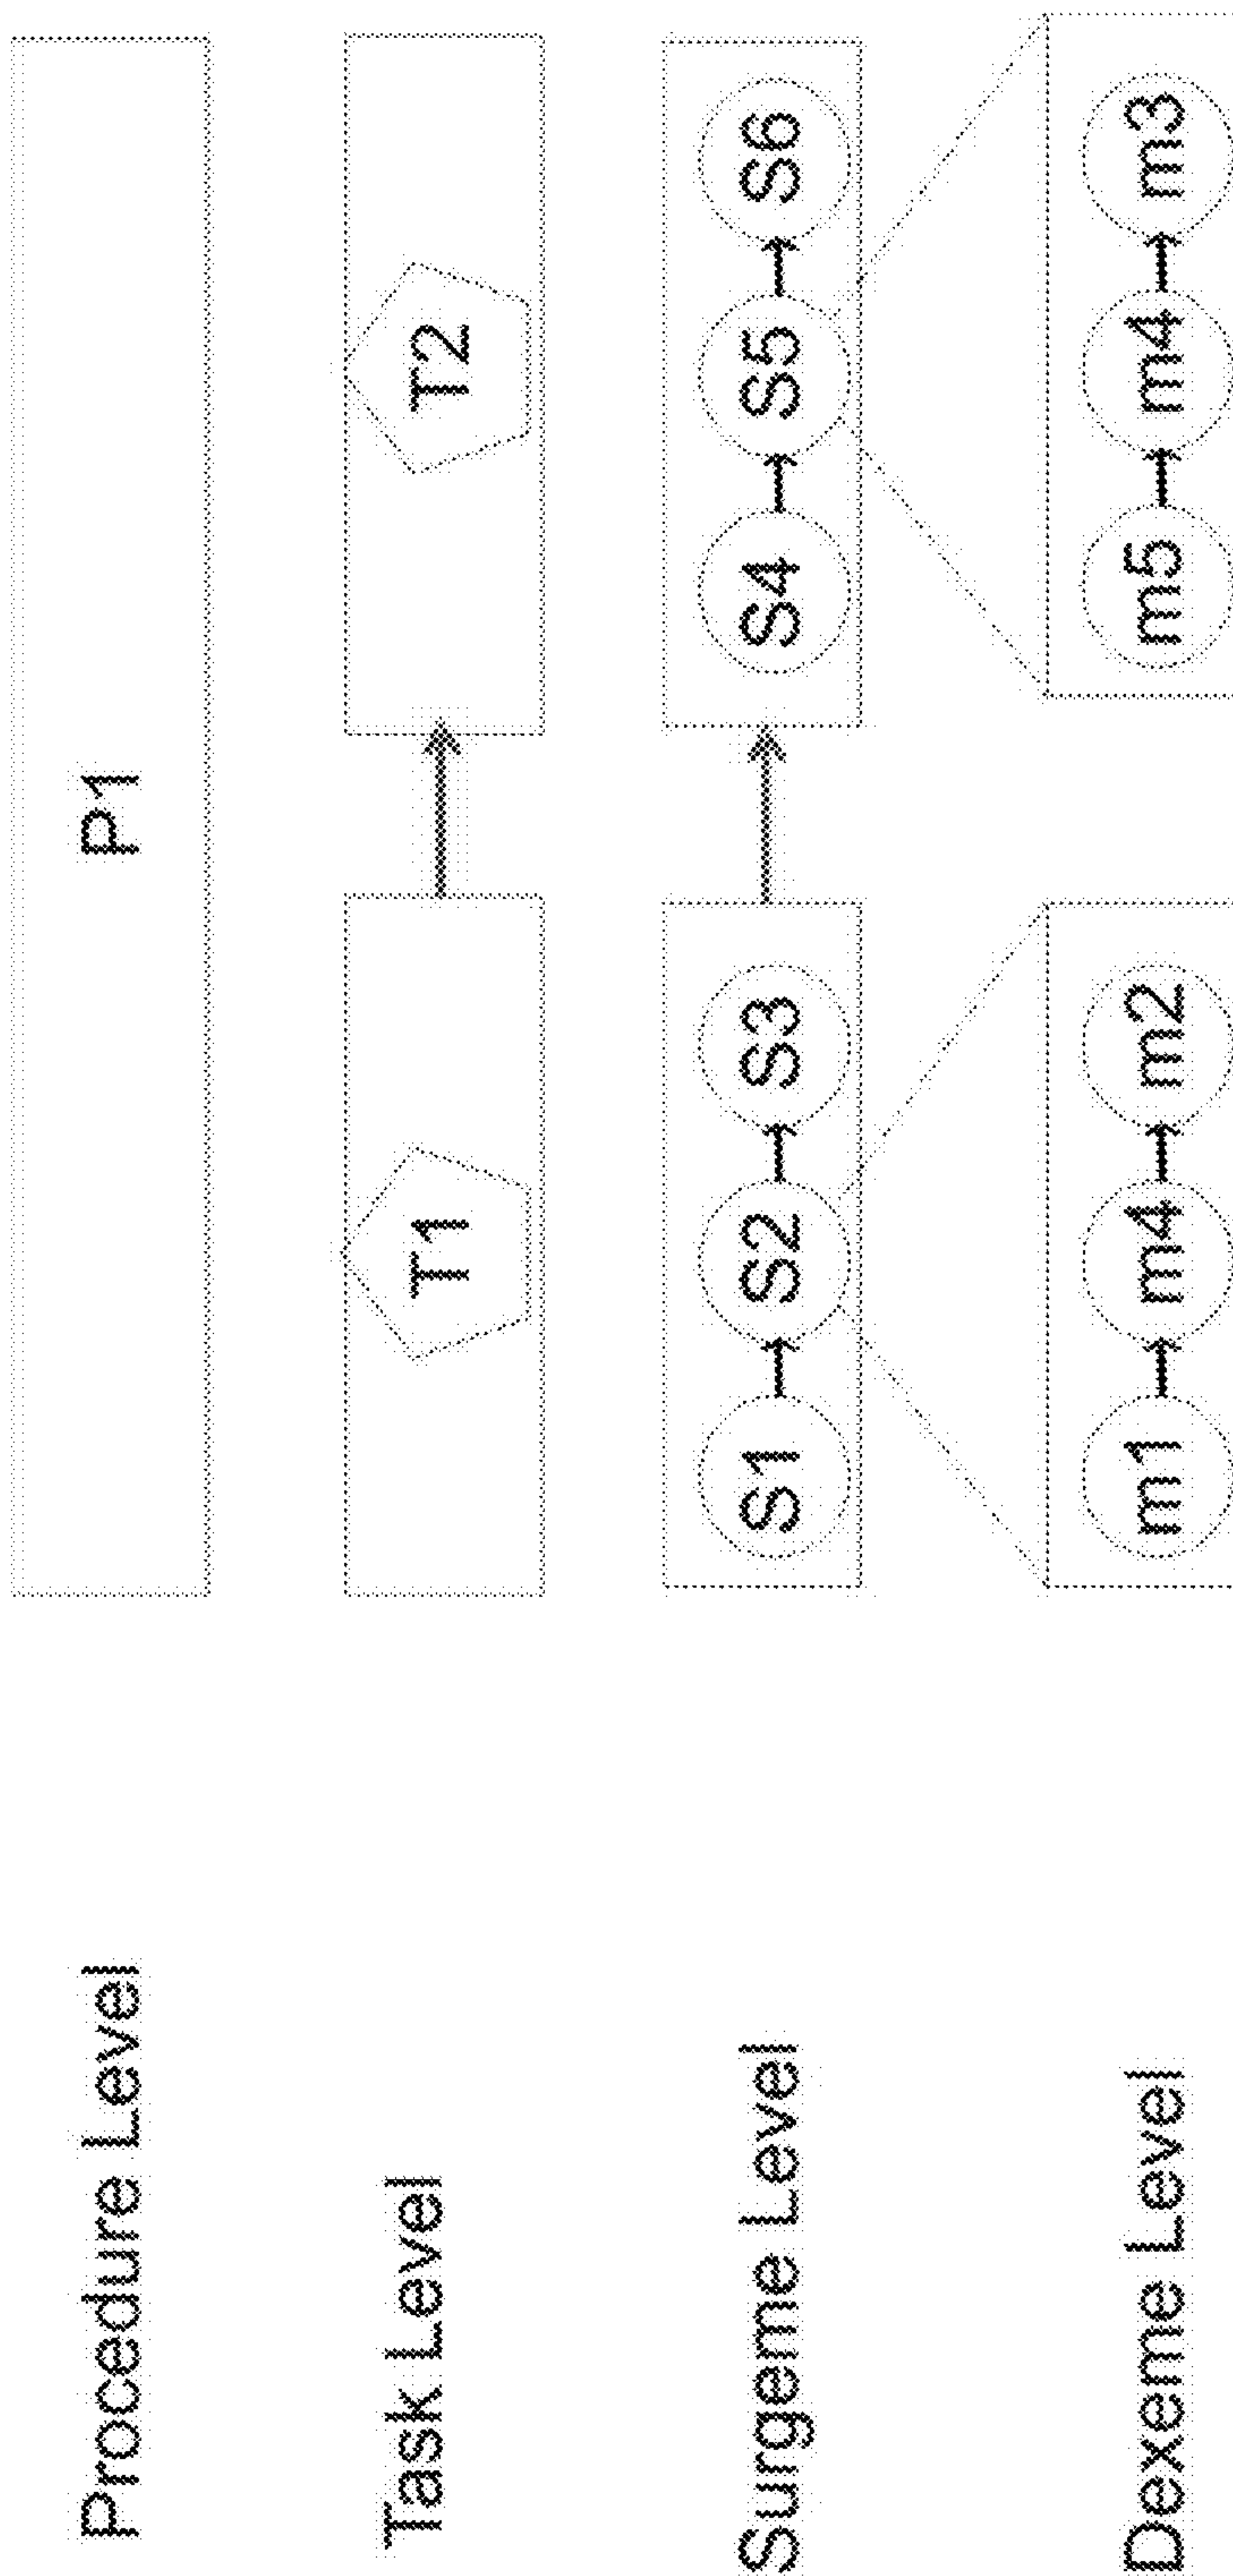 Procedure Level P1
Task Level T1 T2
Surgeme Level S1 S2 S3 S4 S5 S6
Dexeme Level m1 m4 m2 m5 m4 m3